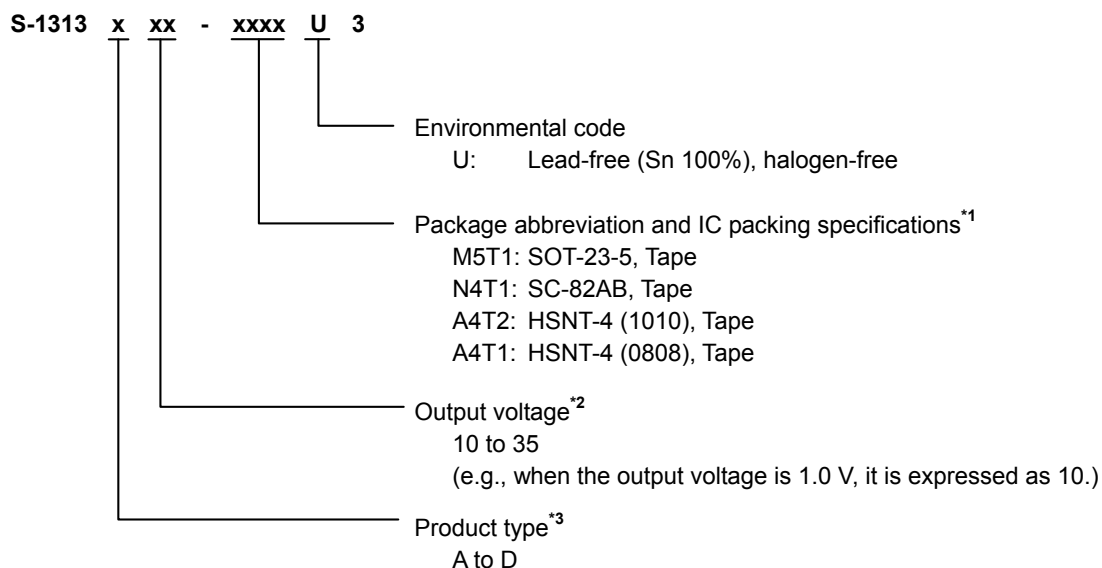 S-1313 x xx - xxxx U 3
Environmental code
U: Lead-free (Sn 100%), halogen-free
Package abbreviation and IC packing specifications*1
M5T1: SOT-23-5, Tape
N4T1: SC-82AB, Tape
A4T2: HSNT-4 (1010), Tape
A4T1: HSNT-4 (0808), Tape
Output voltage*2
10 to 35
(e.g., when the output voltage is 1.0 V, it is expressed as 10.)
Product type*3
A to D